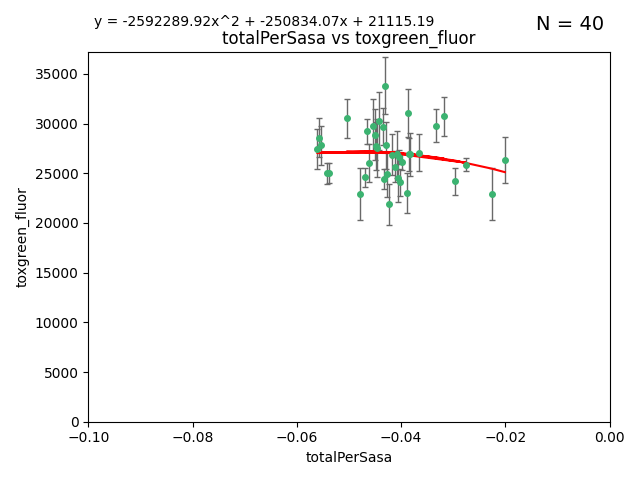 y = -2592289.92x^2 + -250834.07x + 21115.19
N = 40
totalPerSasa vs toxgreen_fluor
35000
30000
25000
20000
15000
10000
5000
0
toxgreen_fluor
−0.10
−0.08
−0.06
−0.04
−0.02
0.00
totalPerSasa